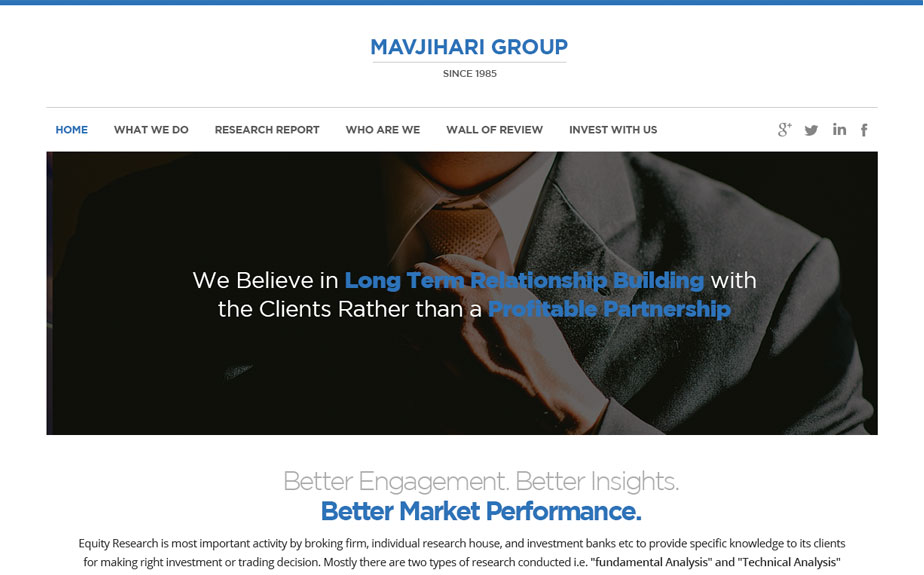 MAVJIHARI GROUP
SINCE 1985
HOME WHAT WE DO RESEARCH REPORT WHO ARE WE WALL OF REVIEW INVEST WITH US
We Believe in Long Term Relationship Building with
the Clients Rather than a Profitable Partnership
Better Engagement. Better Insights.
Better Market Performance.
Equity Research is most important activity by broking firm, individual research house, and investment banks etc to provide specific knowledge to its clients
for making right investment or trading decision. Mostly there are two types of research conducted i.e. "fundamental Analysis" and "Technical Analysis"